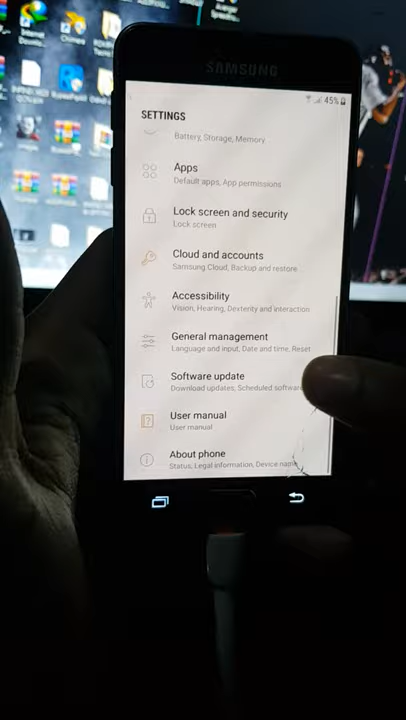 Internet
Downlo...
Chimera
SAMSUNG
45%
SETTINGS
Battery, Storage, Memory
Apps
Default apps, App permissions
Lock screen and security
Lock screen
Cloud and accounts
Samsung Cloud, Backup and restore
Accessibility
Vision, Hearing, Dexterity and interaction
General management
Language and input, Date and time, Reset
Software update
Download updates, Scheduled software
User manual
User manual
About phone
Status, Legal information, Device name